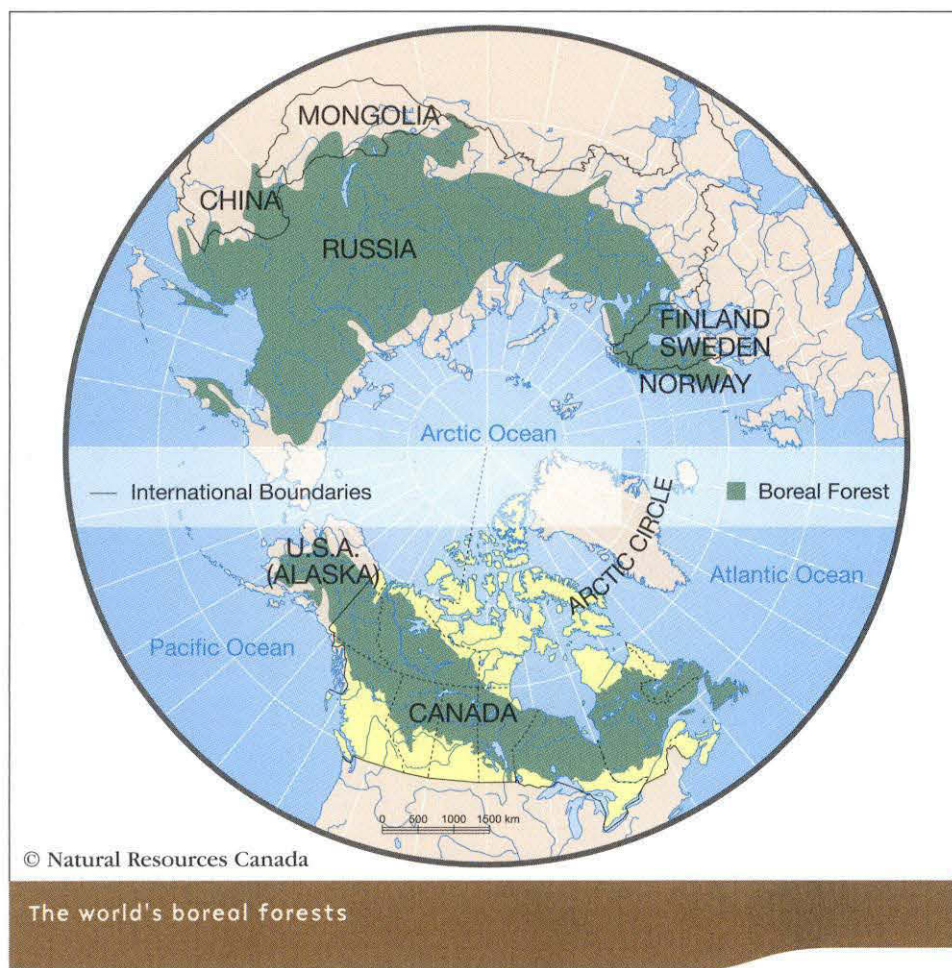 MONGOLIA
CHINA
RUSSIA
FINLAND
SWEDEN
NORWAY
Arctic Ocean
International Boundaries
Boreal Forest
U.S.A.
(ALASKA)
ARCTIC CIRCLE
Atlantic Ocean
Pacific Ocean
CANADA
0 500 1000 1500 km
© Natural Resources Canada
The world's boreal forests